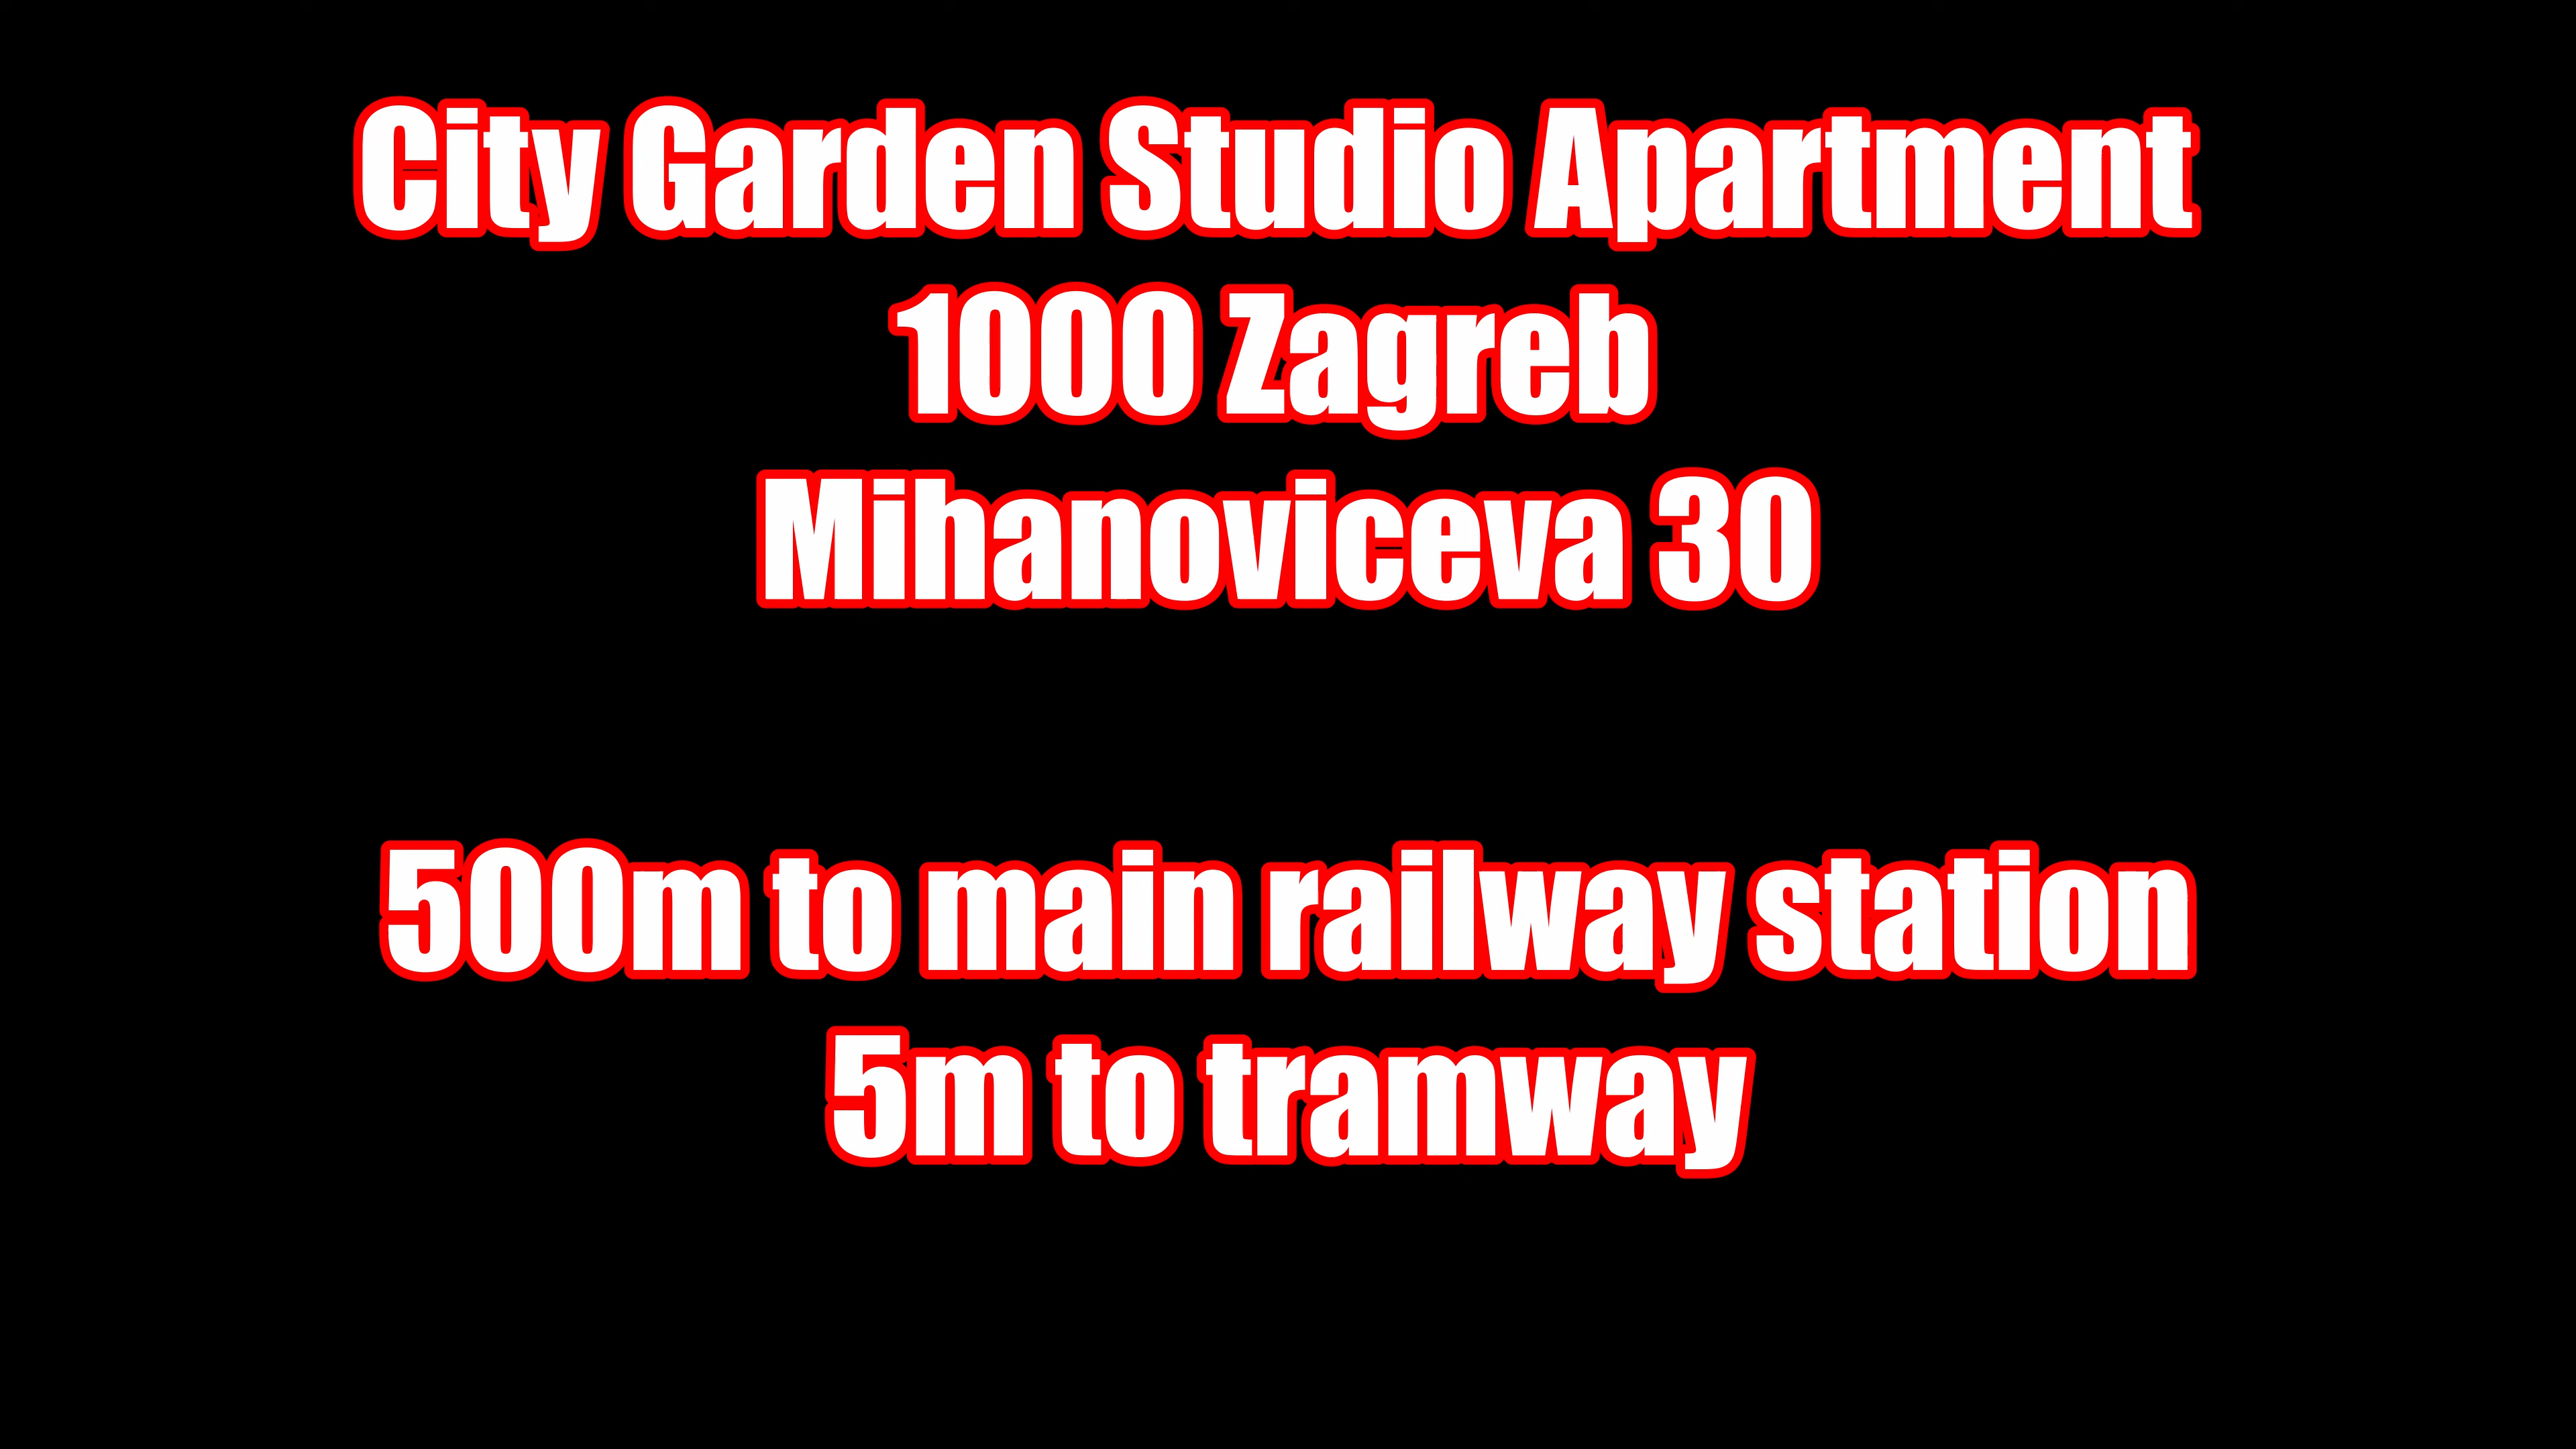 City Garden Studio Apartment
1000 Zagreb
Mihanoviceva 30
500m to main railway station
5m to tramway